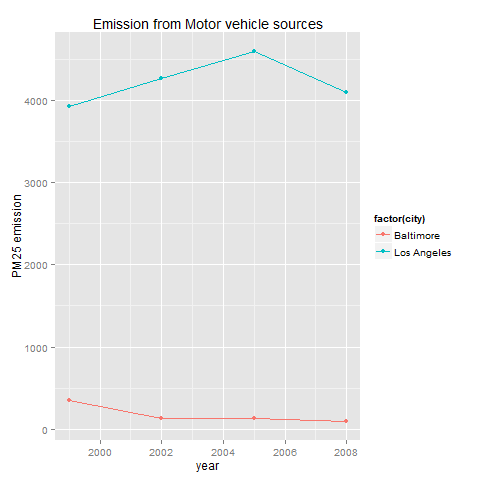 Emission from Motor vehicle sources
PM25 emission
4000
3000
2000
1000
0
2000 2002 2004 2006 2008
year
factor(city)
Baltimore
Los Angeles